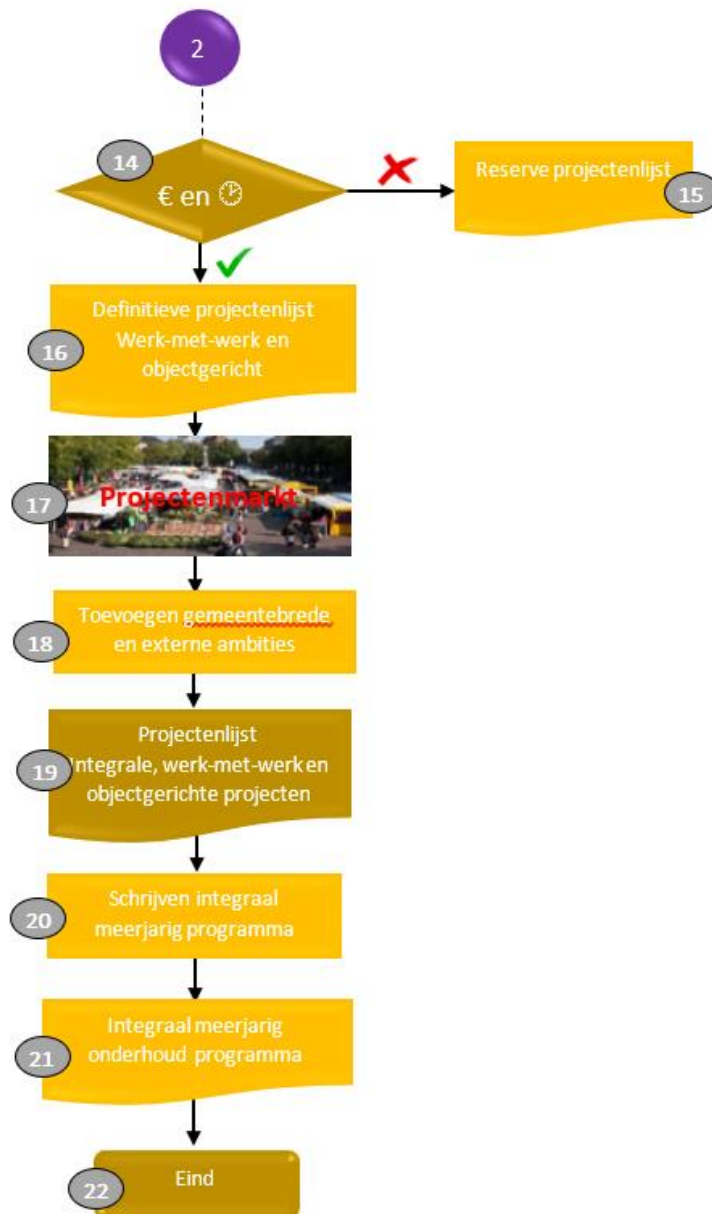 2
14
€ en
Reserve projectenlijst
15
Definitieve projectenlijst
Werk-met-werk en
objectgericht
16
Projectenmarkt
17
Toevoegen gemeentebrede
en externe ambities
18
Projectenlijst
Integrale, werk-met-werk en
objectgerichte projecten
19
Schrijven integraal
meerjarig programma
20
Integraal meerjarig
onderhoud programma
21
Eind
22